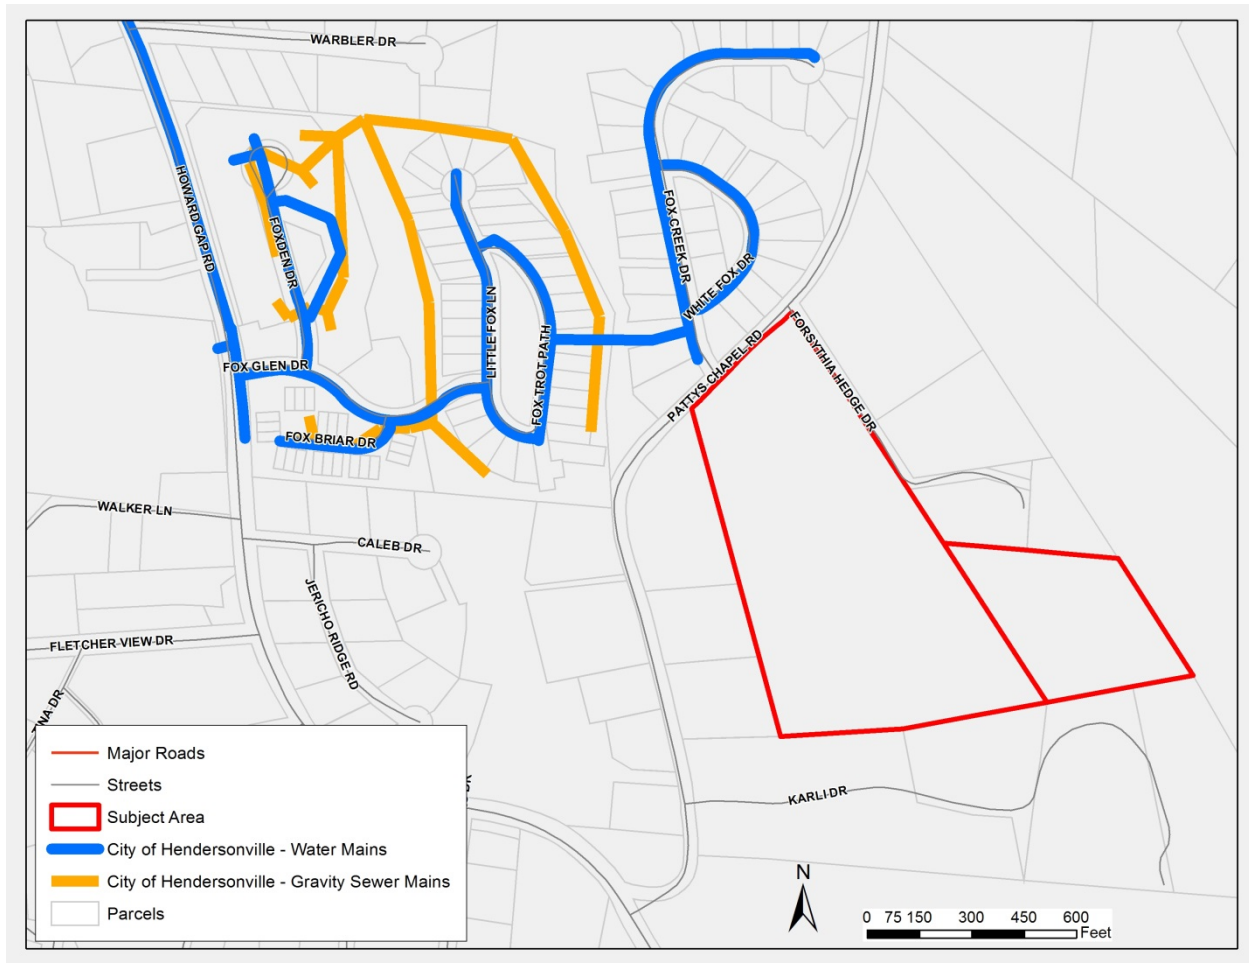 WARBLER DR
HOWARD GAP RD
FOXDEN DR
FOX CREEK DR
WHITE FOX DR
LITTLE FOX LN
FOX TROT PATH
FOX GLEN DR
FOX BRIAR DR
PATTYS CHAPEL RD
FORSYTHIA HEDGE DR
WALKER LN
CALEB DR
JERICHO RIDGE RD
FLETCHER VIEW DR
ANA DR
KARLI DR
Major Roads
Streets
Subject Area
City of Hendersonville - Water Mains
City of Hendersonville - Gravity Sewer Mains
Parcels
N
0 75 150 300 450 600
Feet